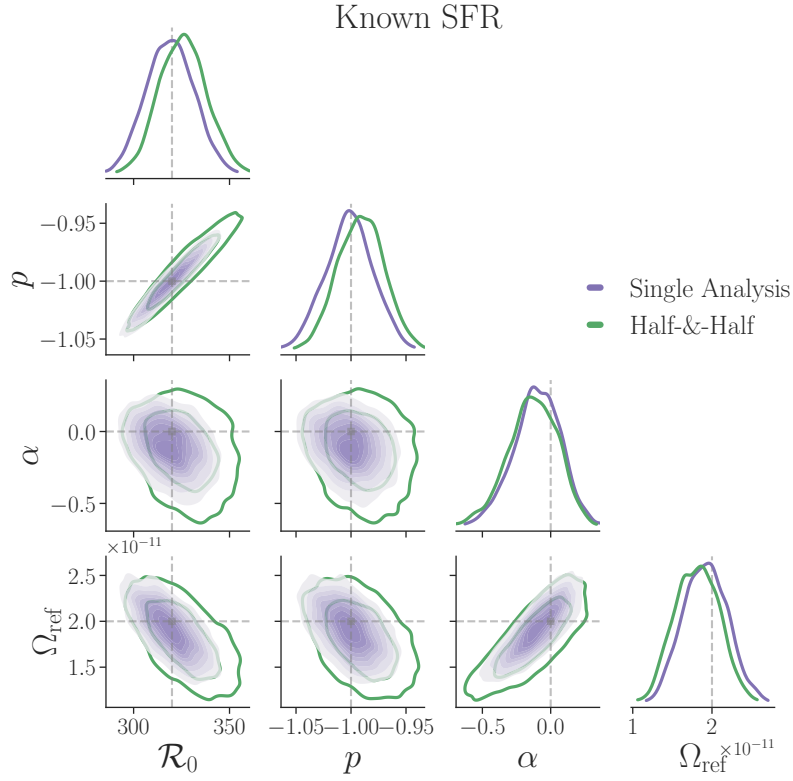 Known SFR
p
−0.95
−1.00
−1.05
Single Analysis
Half-&-Half
α
0.0
−0.5
×10⁻¹¹
Ω_ref
2.5
2.0
1.5
300 350
−1.05 −1.00 −0.95
−0.5 0.0
1 2
×10⁻¹¹
ℛ₀ p α Ω_ref